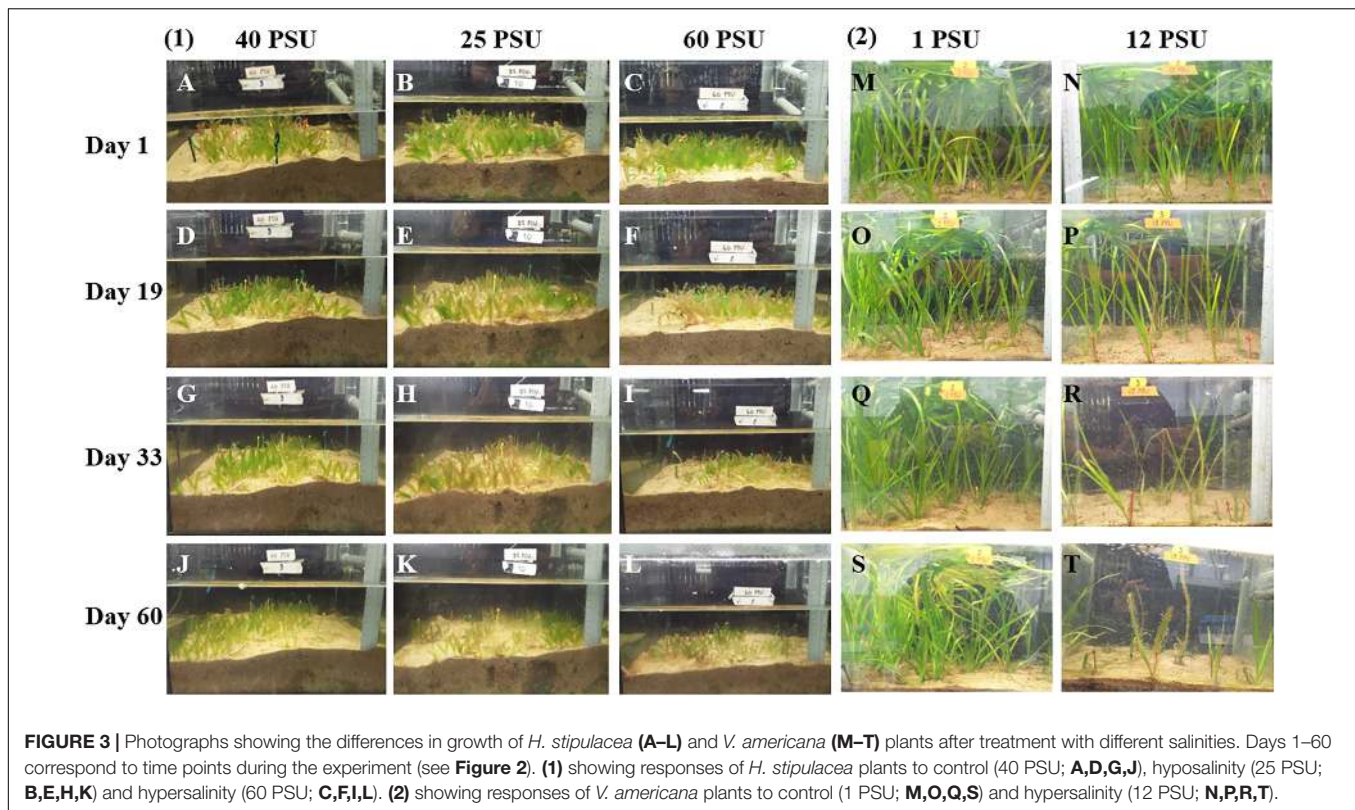 (1) 40 PSU 25 PSU 60 PSU (2) 1 PSU 12 PSU
A B C M N
Day 1
D E F O P
Day 19
G H I Q R
Day 33
J K L S T
Day 60
FIGURE 3 | Photographs showing the differences in growth of H. stipulacea (A–L) and V. americana (M–T) plants after treatment with different salinities. Days 1–60
correspond to time points during the experiment (see Figure 2). (1) showing responses of H. stipulacea plants to control (40 PSU; A,D,G,J), hyposalinity (25 PSU;
B,E,H,K) and hypersalinity (60 PSU; C,F,I,L). (2) showing responses of V. americana plants to control (1 PSU; M,O,Q,S) and hypersalinity (12 PSU; N,P,R,T).